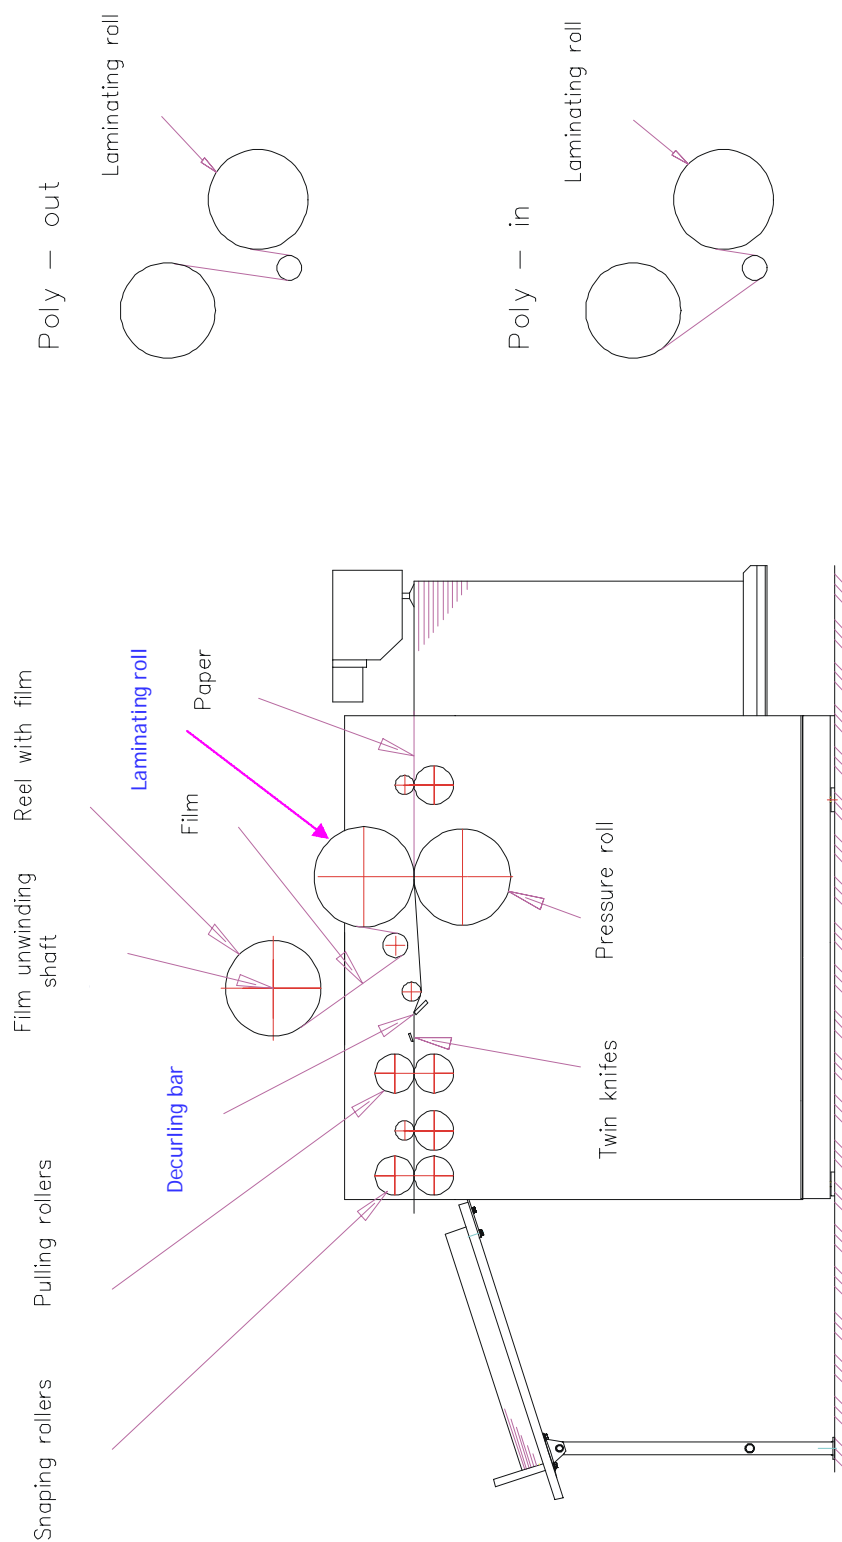 Poly — out
Laminating roll
Poly — in
Laminating roll
Reel with film
Film unwinding
shaft
Laminating roll
Paper
Film
Pressure roll
Decurling bar
Twin knifes
Pulling rollers
Snaping rollers